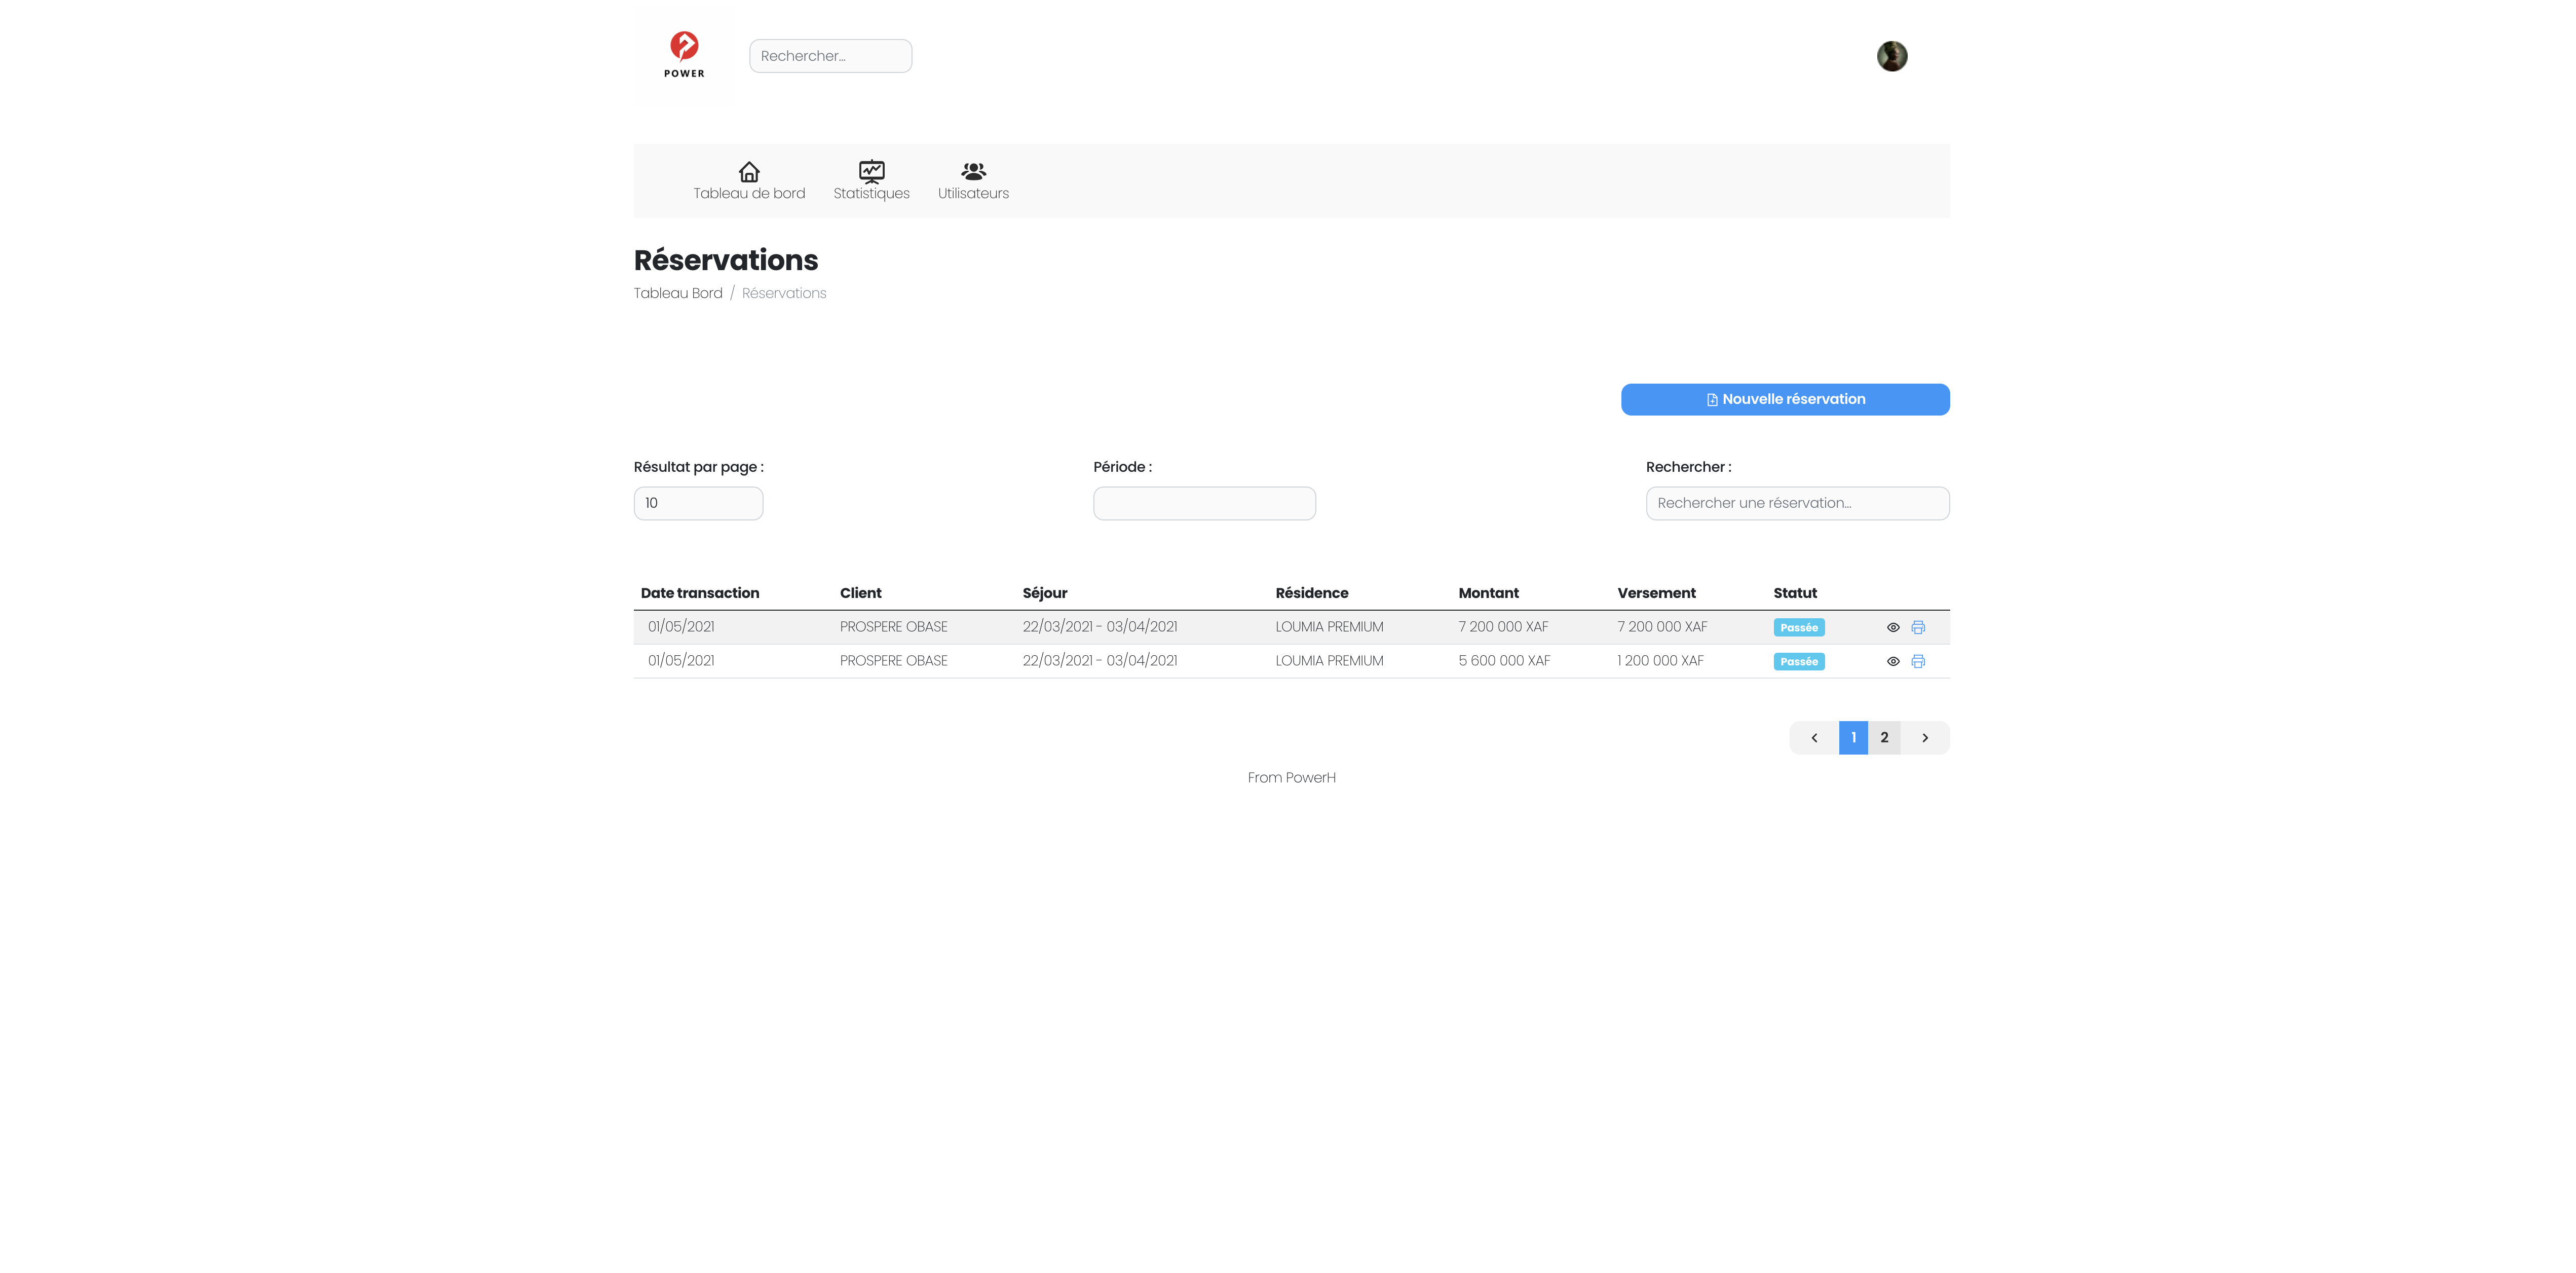 POWER
Rechercher...
Tableau de bord Statistiques Utilisateurs
Réservations
Tableau Bord / Réservations
Nouvelle réservation
Résultat par page : Période : Rechercher :
10 Rechercher une réservation...
Date transaction Client Séjour Résidence Montant Versement Statut
01/05/2021 PROSPERE OBASE 22/03/2021 - 03/04/2021 LOUMIA PREMIUM 7 200 000 XAF 7 200 000 XAF Passée
01/05/2021 PROSPERE OBASE 22/03/2021 - 03/04/2021 LOUMIA PREMIUM 5 600 000 XAF 1 200 000 XAF Passée
1 2
From PowerH